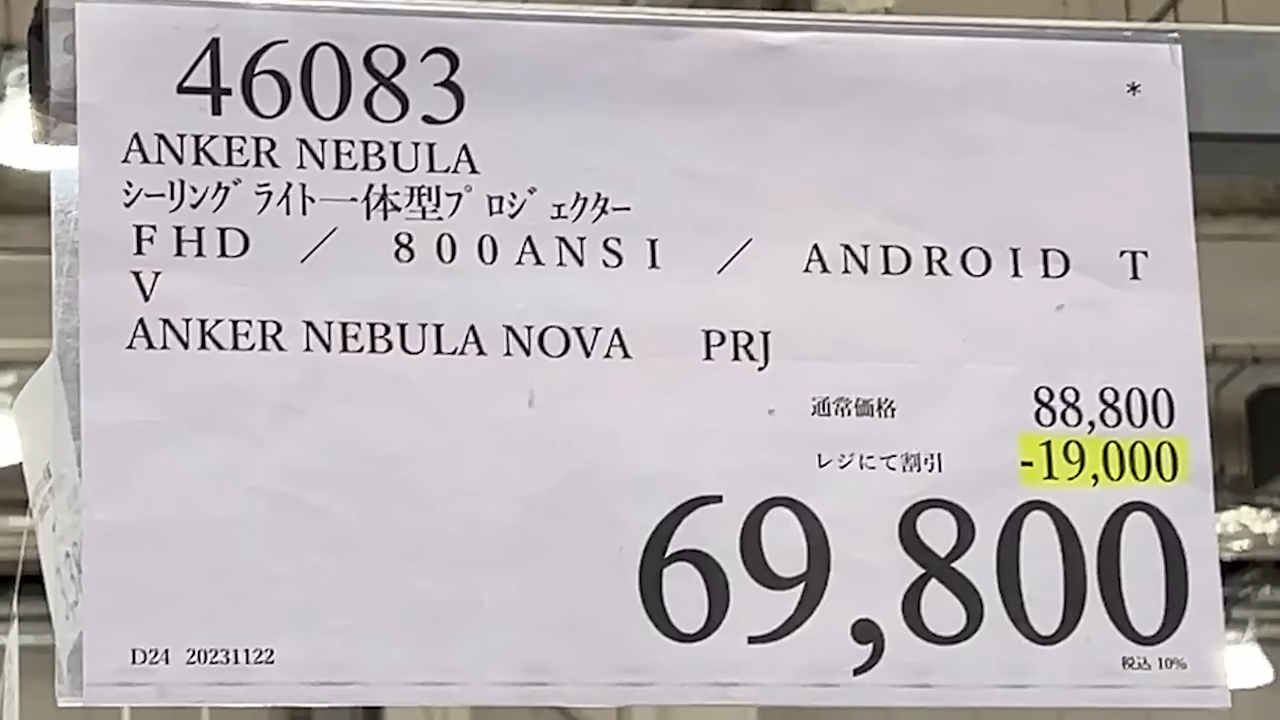 46083
*
ANKER NEBULA
シーリングライト一体型プロジェクター
FHD ／ 800ANSI ／ ANDROID T
V
ANKER NEBULA NOVA PRJ
通常価格 88,800
レジにて割引 -19,000
69,800
D24 20231122
税込 10%